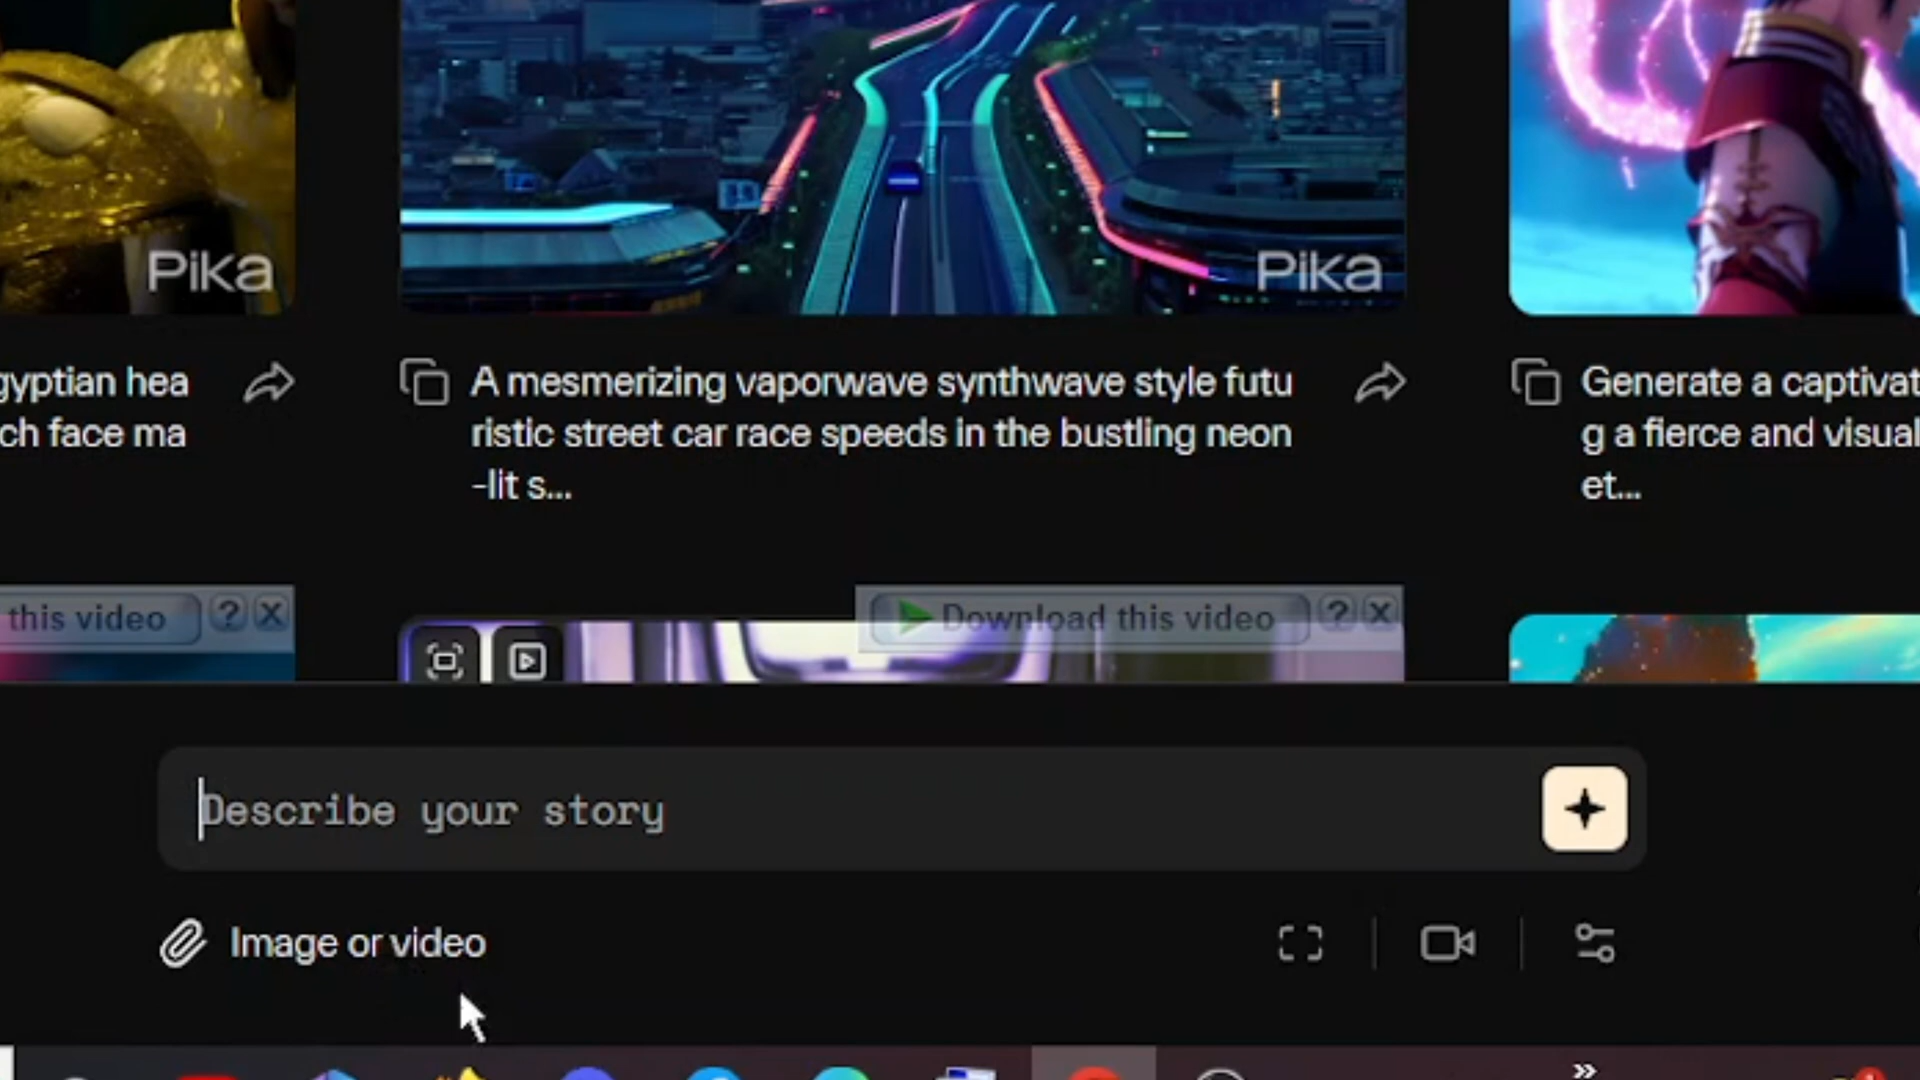 Pika
Pika
gyptian hea
ch face ma
A mesmerizing vaporwave synthwave style futu
ristic street car race speeds in the bustling neon
-lit s...
Generate a captivat
g a fierce and visual
et...
this video ? X
Download this video ? X
Describe your story
Image or video